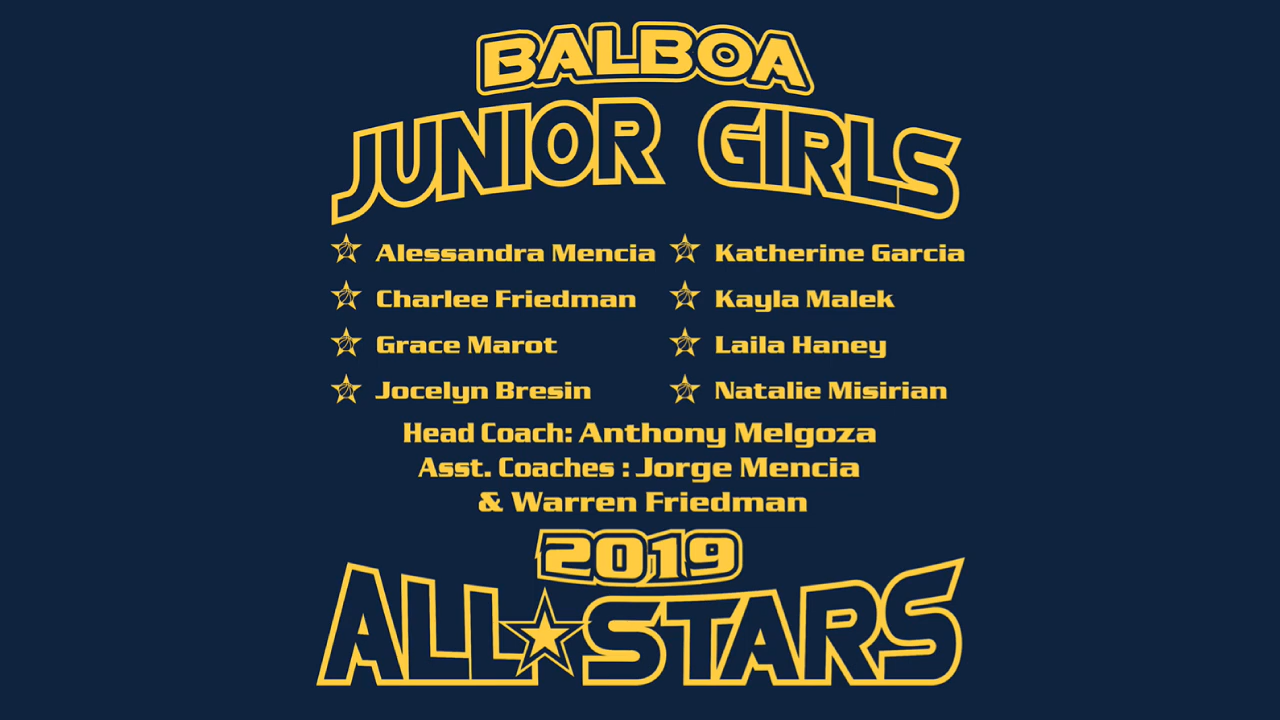 BALBOA
JUNIOR GIRLS
Alessandra Mencia Katherine Garcia
Charlee Friedman Kayla Malek
Grace Marot Laila Haney
Jocelyn Bresin Natalie Misirian
Head Coach: Anthony Melgoza
Asst. Coaches : Jorge Mencia
& Warren Friedman
2019
ALL STARS